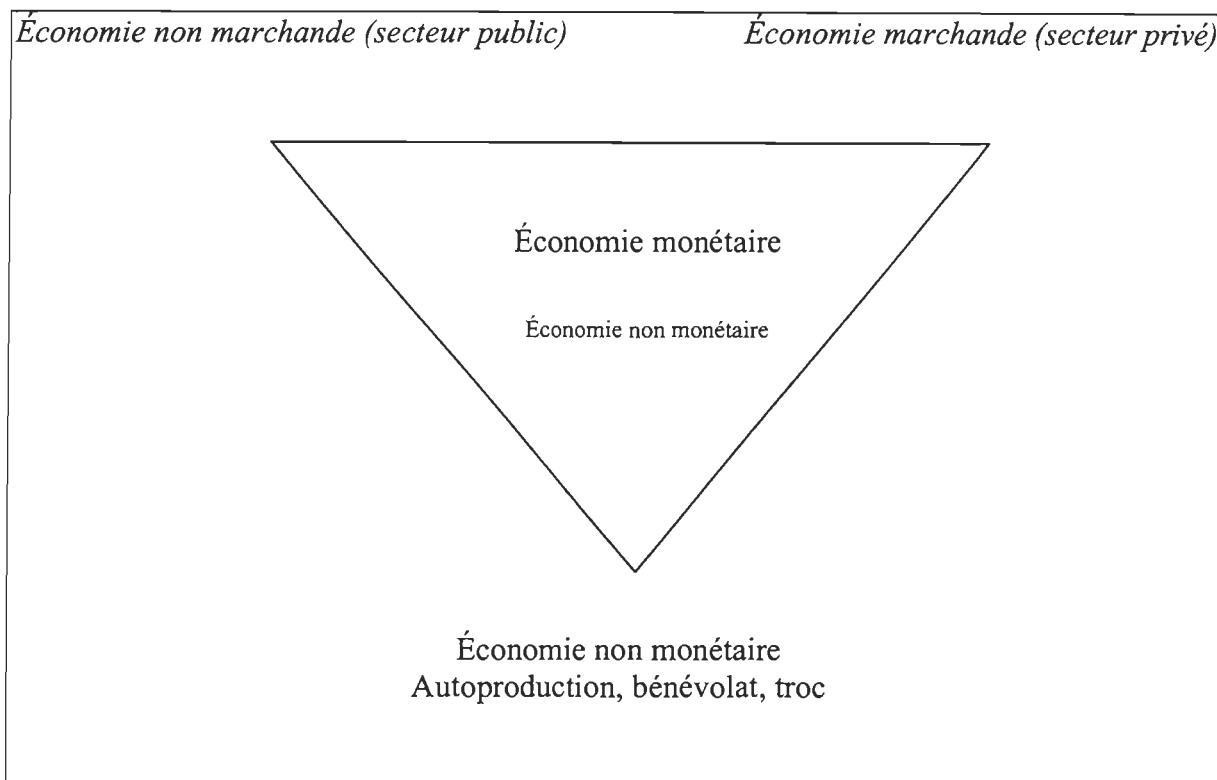 Économie non marchande (secteur public) Économie marchande (secteur privé)
Économie monétaire
Économie non monétaire
Économie non monétaire
Autoproduction, bénévolat, troc